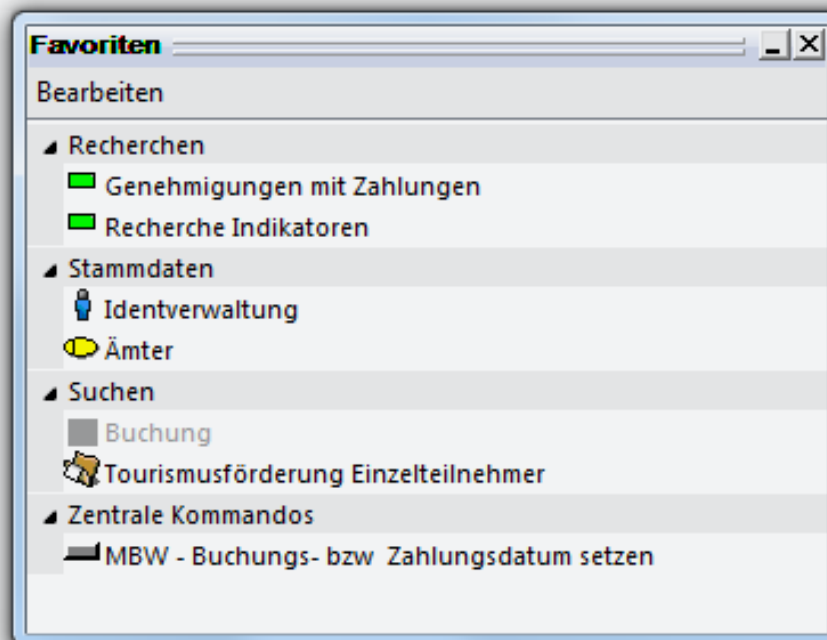 Favoriten
Bearbeiten
Recherchen
Genehmigungen mit Zahlungen
Recherche Indikatoren
Stammdaten
Identverwaltung
Ämter
Suchen
Buchung
Tourismusförderung Einzelteilnehmer
Zentrale Kommandos
MBW - Buchungs- bzw Zahlungsdatum setzen